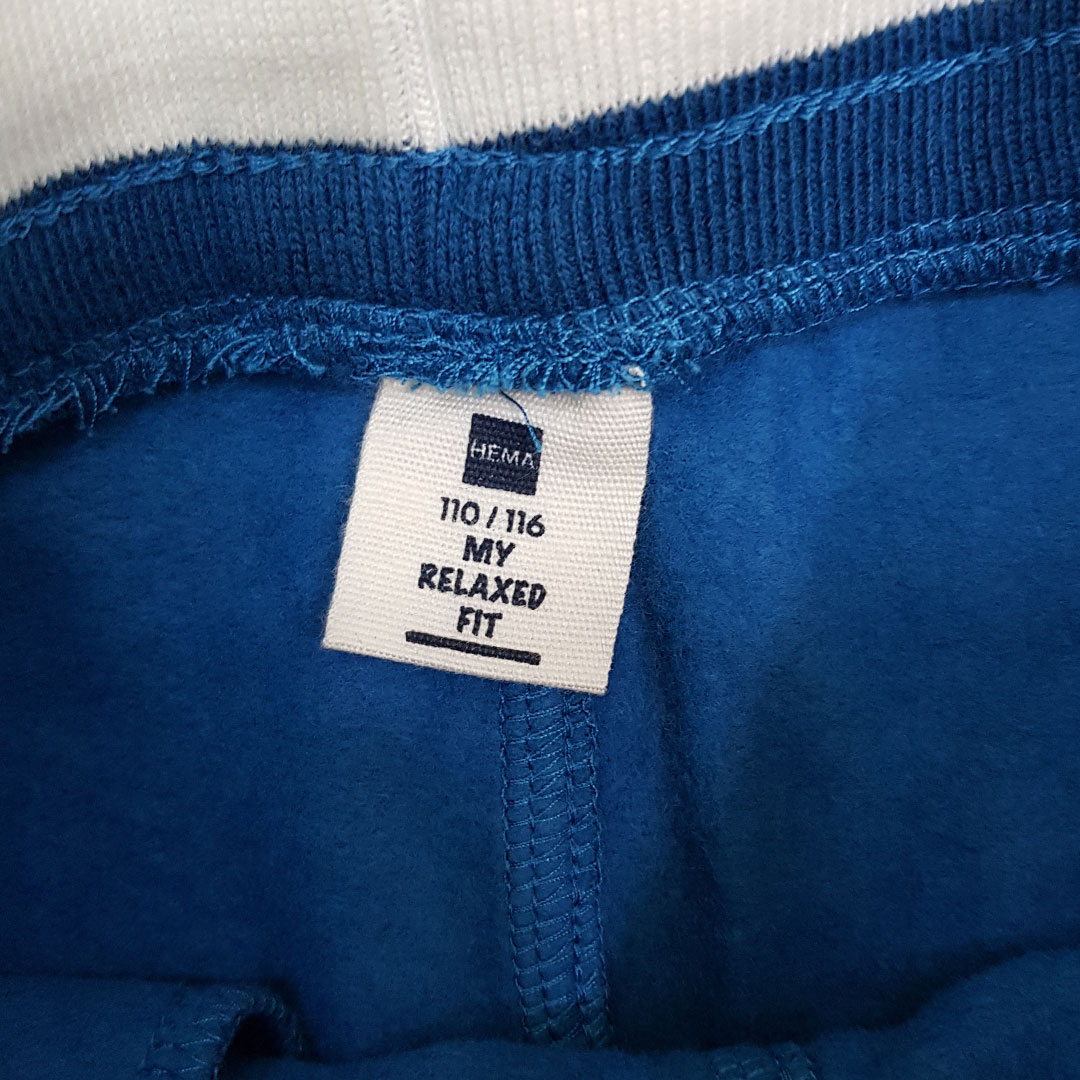 HEMA
110 / 116
MY
RELAXED
FIT